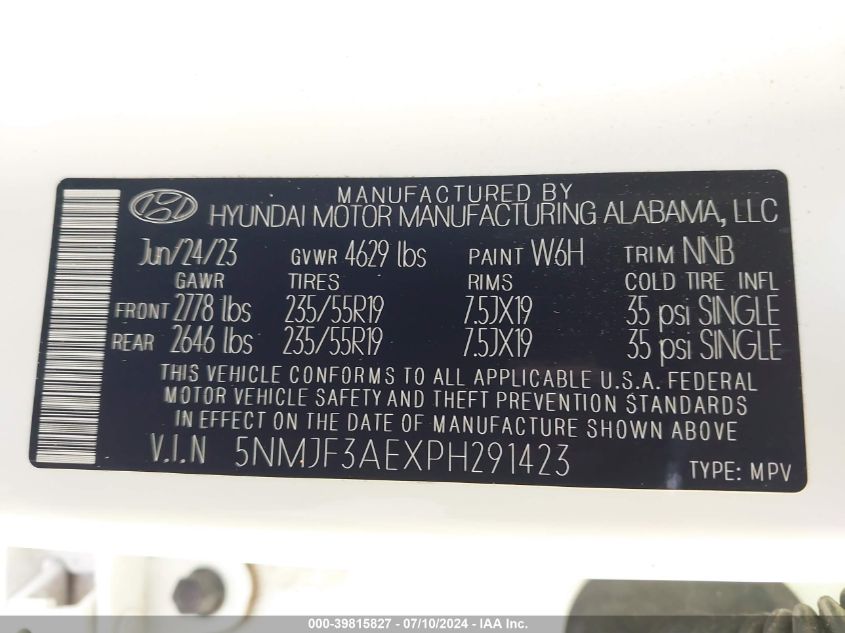 MANUFACTURED BY
HYUNDAI MOTOR MANUFACTURING ALABAMA, LLC
Jun/24/23 GVWR 4629 lbs PAINT W6H TRIM NNB
GAWR TIRES RIMS COLD TIRE INFL
FRONT 2778 lbs 235/55R19 7.5JX19 35 psi SINGLE
REAR 2646 lbs 235/55R19 7.5JX19 35 psi SINGLE
THIS VEHICLE CONFORMS TO ALL APPLICABLE U.S.A. FEDERAL
MOTOR VEHICLE SAFETY AND THEFT PREVENTION STANDARDS
IN EFFECT ON THE DATE OF MANUFACTURE SHOWN ABOVE.
V.I.N 5NMJF3AEXPH291423 TYPE: MPV
000-39815827 - 07/10/2024 - IAA Inc.